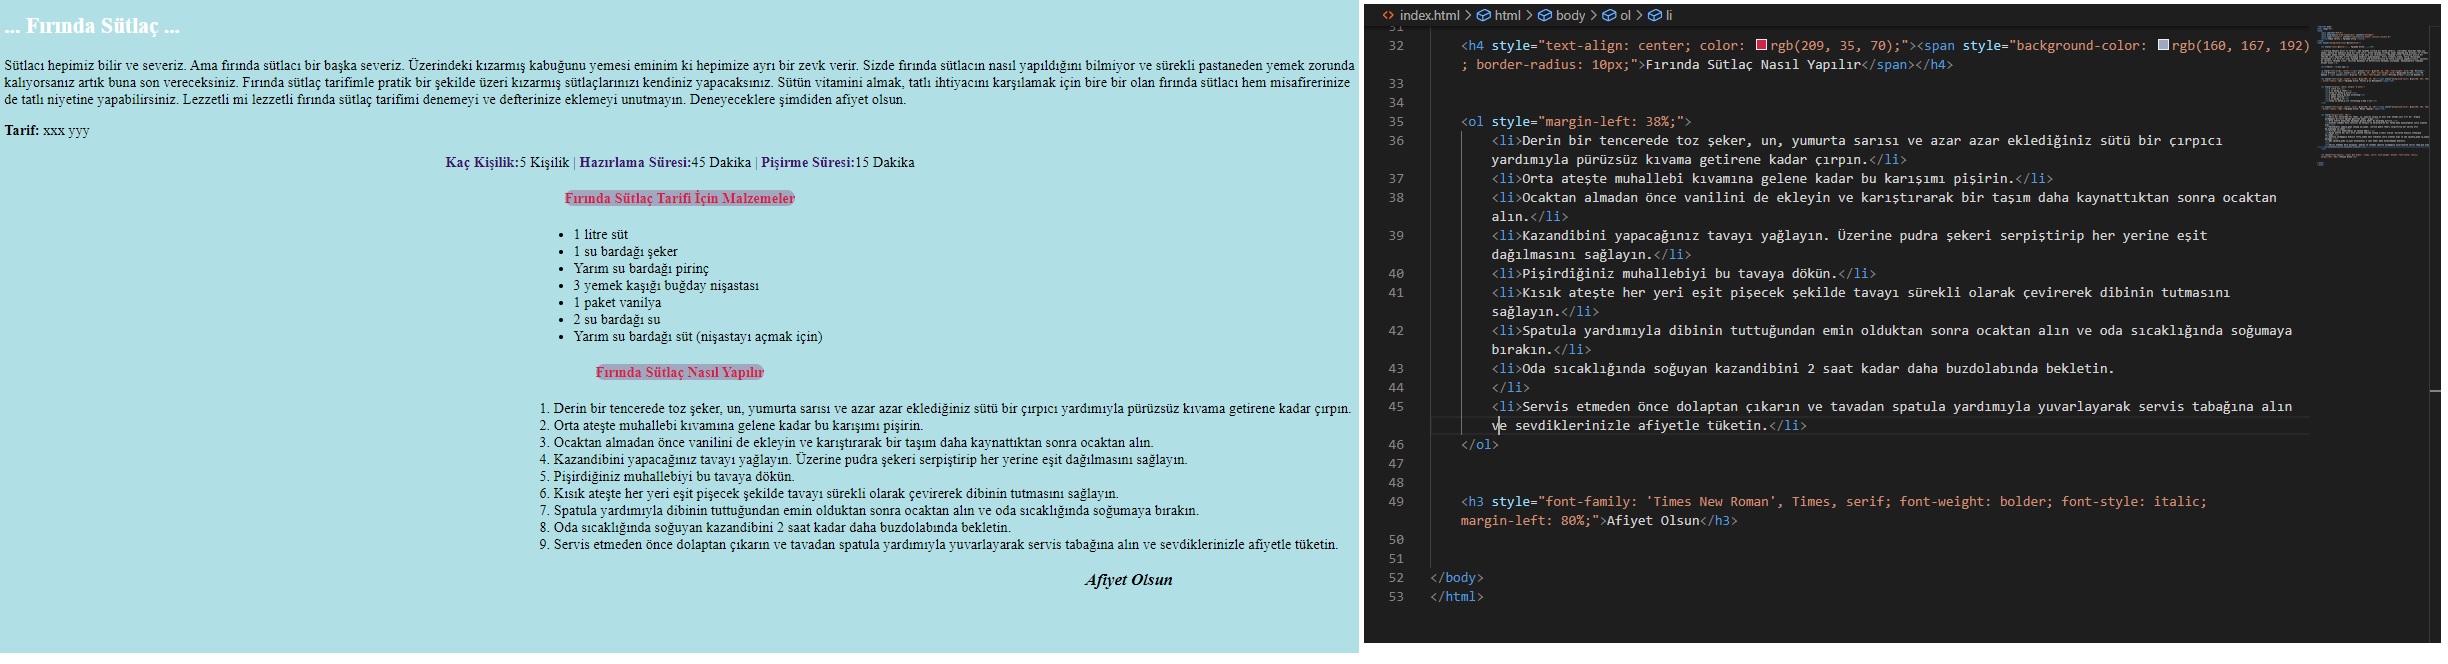 ... Fırında Sütlaç ...
Sütlacı hepimiz bilir ve severiz. Ama fırında sütlacı bir başka severiz. Üzerindeki kızarmış kabuğunu yemesi eminim ki hepimize ayrı bir zevk verir. Sizde fırında sütlacın nasıl yapıldığını bilmiyor ve sürekli pastaneden yemek zorunda
kalıyorsanız artık buna son vereceksiniz. Fırında sütlaç tarifimle pratik bir şekilde üzeri kızarmış sütlaçlarınızı kendiniz yapacaksınız. Sütün vitamini almak, tatlı ihtiyacını karşılamak için bire bir olan fırında sütlacı hem misafirerinize
de tatlı niyetine yapabilirsiniz. Lezzetli mi lezzetli fırında sütlaç tarifimi denemeyi ve defterinize eklemeyi unutmayın. Deneyeceklere şimdiden afiyet olsun.
Tarif: xxx yyy
Kaç Kişilik:5 Kişilik | Hazırlama Süresi:45 Dakika | Pişirme Süresi:15 Dakika
Fırında Sütlaç Tarifi İçin Malzemeler
• 1 litre süt
• 1 su bardağı şeker
• Yarım su bardağı pirinç
• 3 yemek kaşığı buğday nişastası
• 1 paket vanilya
• 2 su bardağı su
• Yarım su bardağı süt (nişastayı açmak için)
Fırında Sütlaç Nasıl Yapılır
1. Derin bir tencerede toz şeker, un, yumurta sarısı ve azar azar eklediğiniz sütü bir çırpıcı yardımıyla pürüzsüz kıvama getirene kadar çırpın.
2. Orta ateşte muhallebi kıvamına gelene kadar bu karışımı pişirin.
3. Ocaktan almadan önce vanilini de ekleyin ve karıştırarak bir taşım daha kaynattıktan sonra ocaktan alın.
4. Kazandibini yapacağınız tavayı yağlayın. Üzerine pudra şekeri serpiştirip her yerine eşit dağılmasını sağlayın.
5. Pişirdiğiniz muhallebiyi bu tavaya dökün.
6. Kısık ateşte her yeri eşit pişecek şekilde tavayı sürekli olarak çevirerek dibinin tutmasını sağlayın.
7. Spatula yardımıyla dibinin tuttuğundan emin olduktan sonra ocaktan alın ve oda sıcaklığında soğumaya bırakın.
8. Oda sıcaklığında soğuyan kazandibini 2 saat kadar daha buzdolabında bekletin.
9. Servis etmeden önce dolaptan çıkarın ve tavadan spatula yardımıyla yuvarlayarak servis tabağına alın ve sevdiklerinizle afiyetle tüketin.
Afiyet Olsun
<> index.html > html > body > ol > li
31
32 <h4 style="text-align: center; color: rgb(209, 35, 70);"><span style="background-color: rgb(160, 167, 192)
; border-radius: 10px;">Fırında Sütlaç Nasıl Yapılır</span></h4>
33
34
35 <ol style="margin-left: 38%;">
36 <li>Derin bir tencerede toz şeker, un, yumurta sarısı ve azar azar eklediğiniz sütü bir çırpıcı
yardımıyla pürüzsüz kıvama getirene kadar çırpın.</li>
37 <li>Orta ateşte muhallebi kıvamına gelene kadar bu karışımı pişirin.</li>
38 <li>Ocaktan almadan önce vanilini de ekleyin ve karıştırarak bir taşım daha kaynattıktan sonra ocaktan
alın.</li>
39 <li>Kazandibini yapacağınız tavayı yağlayın. Üzerine pudra şekeri serpiştirip her yerine eşit
dağılmasını sağlayın.</li>
40 <li>Pişirdiğiniz muhallebiyi bu tavaya dökün.</li>
41 <li>Kısık ateşte her yeri eşit pişecek şekilde tavayı sürekli olarak çevirerek dibinin tutmasını
sağlayın.</li>
42 <li>Spatula yardımıyla dibinin tuttuğundan emin olduktan sonra ocaktan alın ve oda sıcaklığında soğumaya
bırakın.</li>
43 <li>Oda sıcaklığında soğuyan kazandibini 2 saat kadar daha buzdolabında bekletin.
44 </li>
45 <li>Servis etmeden önce dolaptan çıkarın ve tavadan spatula yardımıyla yuvarlayarak servis tabağına alın
ve sevdiklerinizle afiyetle tüketin.</li>
46 </ol>
47
48
49 <h3 style="font-family: 'Times New Roman', Times, serif; font-weight: bolder; font-style: italic;
margin-left: 80%;">Afiyet Olsun</h3>
50
51
52 </body>
53 </html>